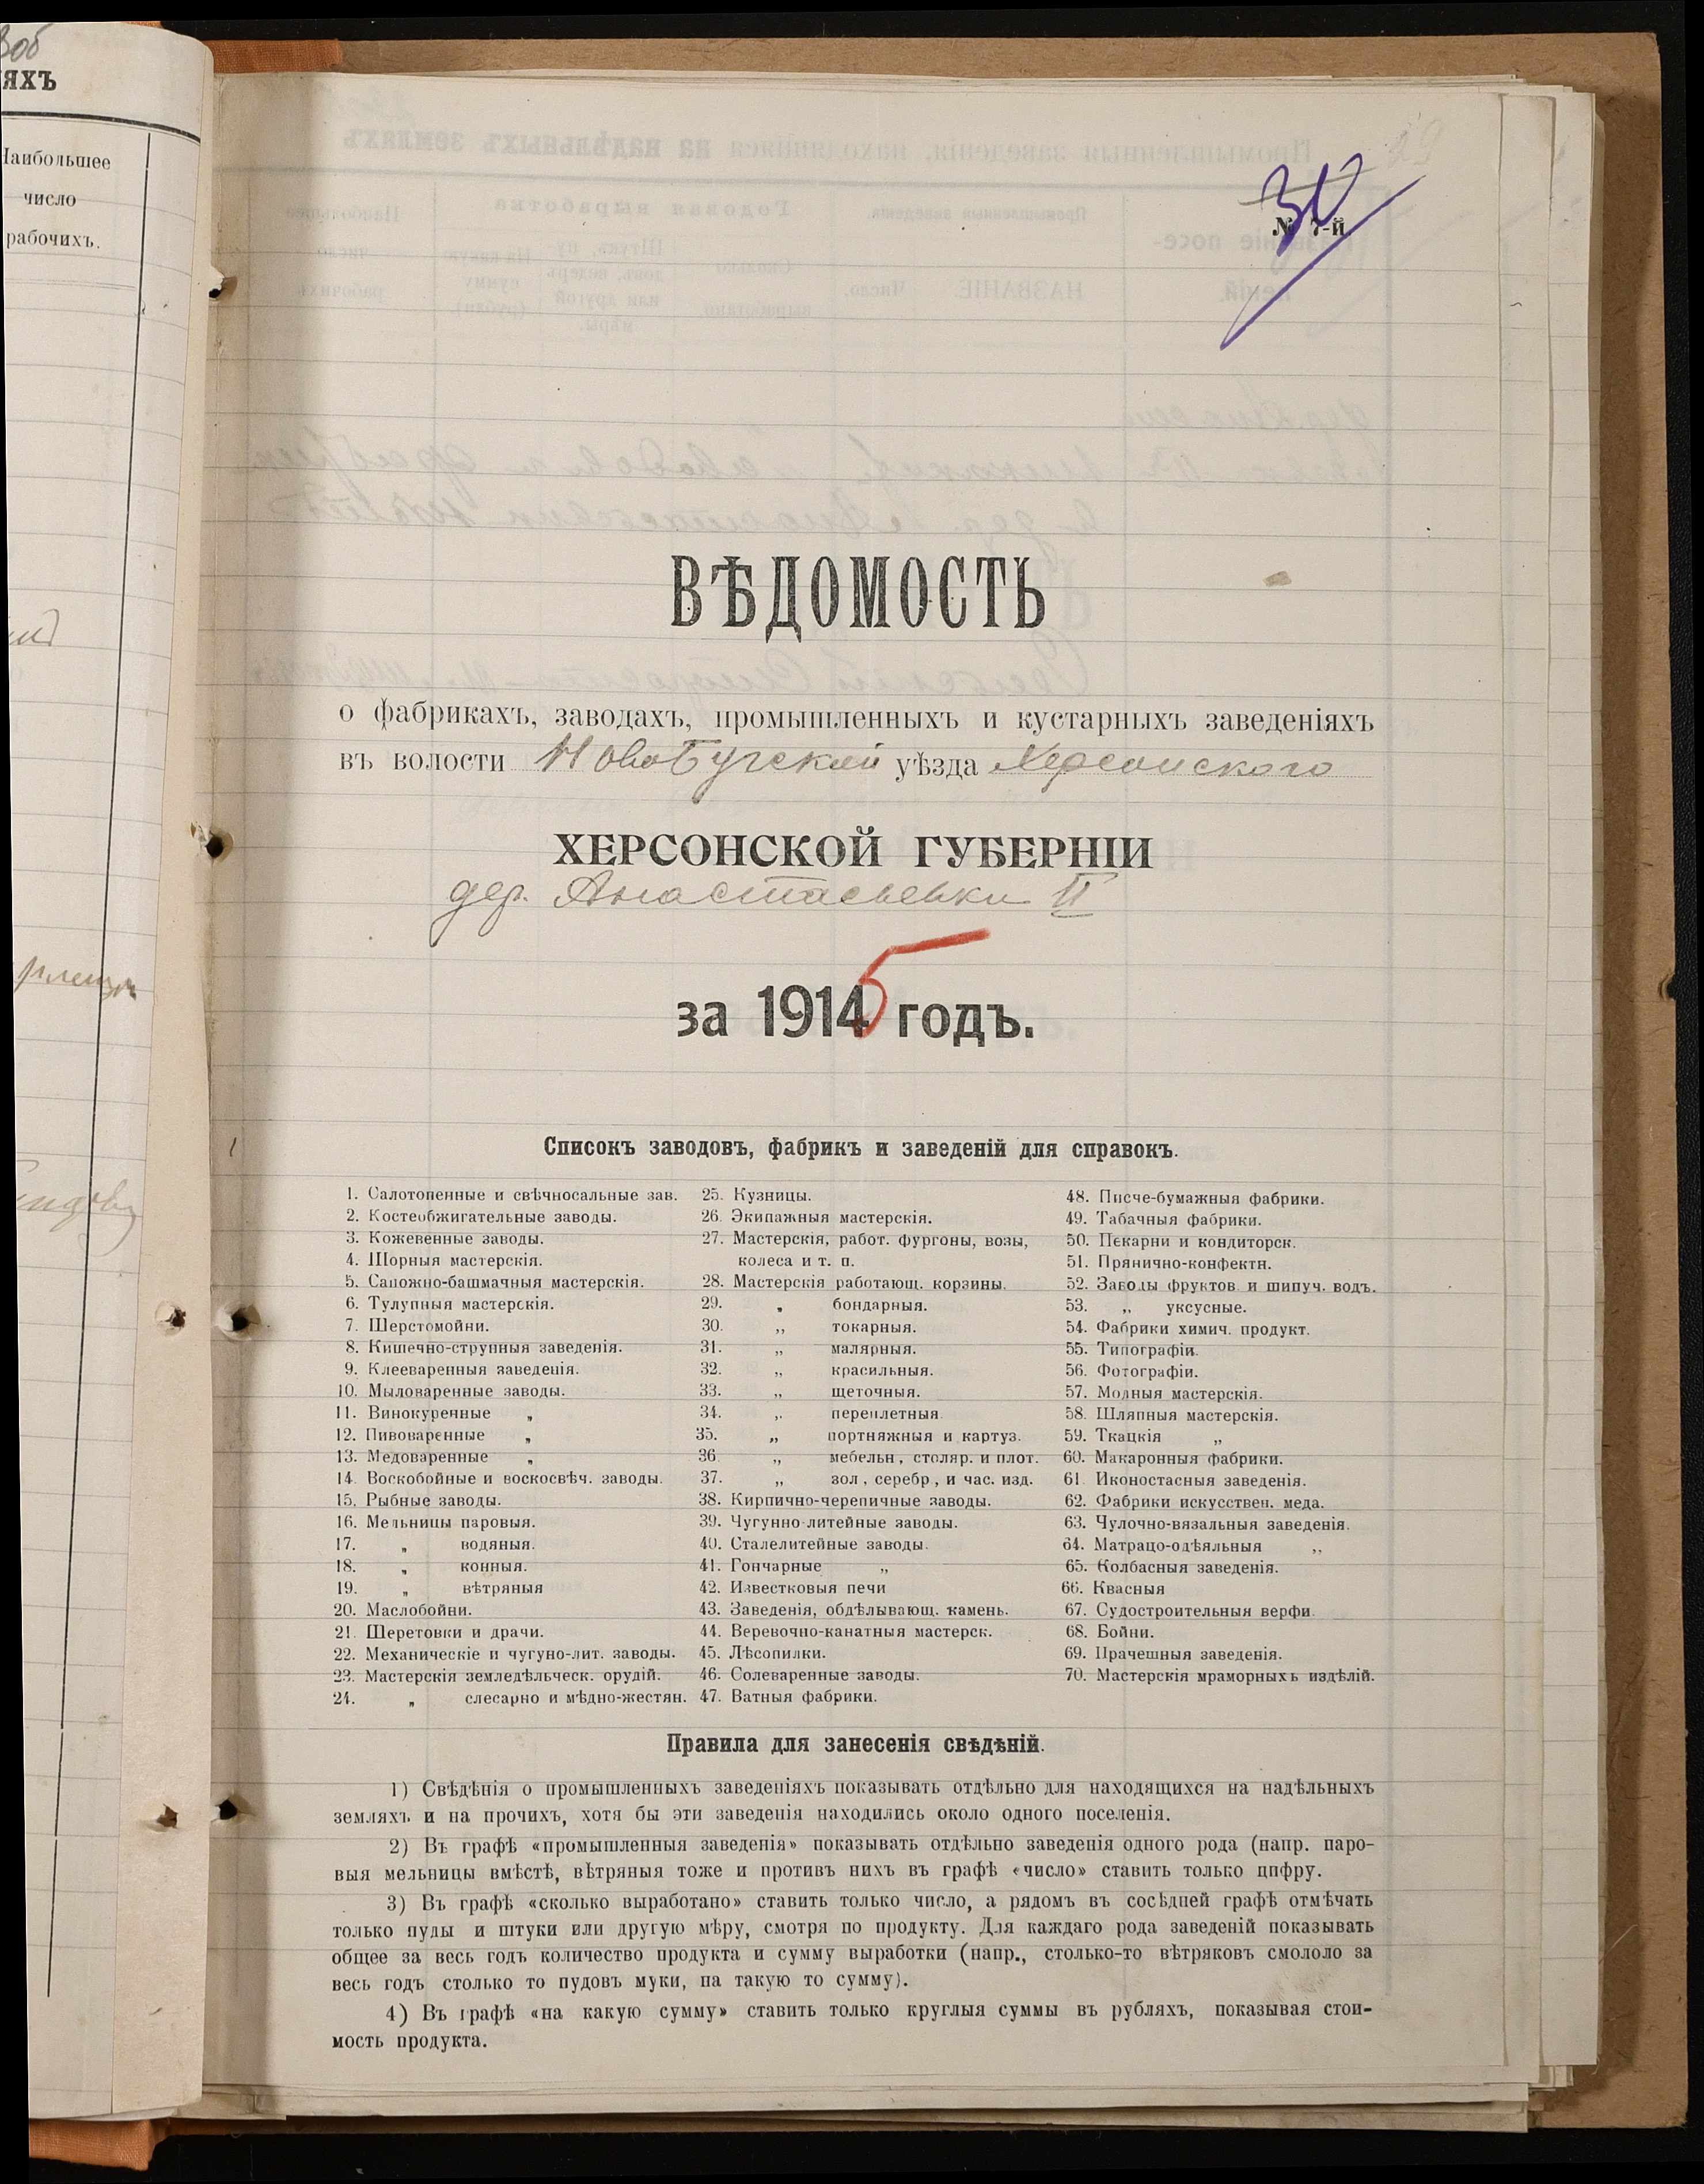 30б
іяхъ
Наибольшее
число
рабочихъ.
29
30
№ 7-й
ВѢДОМОСТЬ
о фабрикахъ, заводахъ, промышленныхъ и кустарныхъ заведеніяхъ
въ волости Новобугской уѣзда Херсонского
ХЕРСОНСКОЙ ГУБЕРНІИ
дер. Анастасьевки II
за 1914 5 годъ.
Списокъ заводовъ, фабрикъ и заведеній для справокъ.
1. Салотопенные и свѣчносальные зав.
2. Костеобжигательные заводы.
3. Кожевенные заводы.
4. Шорныя мастерскія.
5. Сапожно-башмачныя мастерскія.
6. Тулупныя мастерскія.
7. Шерстомойни.
8. Кишечно-струнныя заведенія.
9. Клееваренныя заведенія.
10. Мыловаренные заводы.
11. Винокуренные „
12. Пивоваренные „
13. Медоваренные „
14. Воскобойные и воскосвѣч. заводы.
15. Рыбные заводы.
16. Мельницы паровыя.
17. „ водяныя.
18. „ конныя.
19. „ вѣтряныя
20. Маслобойни.
21. Шеретовки и драчи.
22. Механическіе и чугуно-лит. заводы.
23. Мастерскія земледѣльческ. орудій.
24. „ слесарно и мѣдно-жестян.
25. Кузницы.
26. Экипажныя мастерскія.
27. Мастерскія, работ. фургоны, возы,
колеса и т. п.
28. Мастерскія работающ. корзины.
29. „ бондарныя.
30. „ токарныя.
31. „ малярныя.
32. „ красильныя.
33. „ щеточныя.
34. „ переплетныя.
35. „ портняжныя и картуз.
36 „ мебельн, столяр. и плот.
37. „ зол, серебр, и час. изд.
38. Кирпично-черепичные заводы.
39. Чугунно-литейные заводы.
40. Сталелитейные заводы.
41. Гончарные „
42. Известковыя печи
43. Заведенія, обдѣлывающ. камень.
44. Веревочно-канатныя мастерск.
45. Лѣсопилки.
46. Солеваренные заводы.
47. Ватныя фабрики.
48. Писче-бумажныя фабрики.
49. Табачныя фабрики.
50. Пекарни и кондиторск.
51. Прянично-конфектн.
52. Заводы фруктов. и шипуч. водъ.
53. „ уксусные.
54. Фабрики химич. продукт.
55. Типографіи.
56. Фотографіи.
57. Модныя мастерскія.
58. Шляпныя мастерскія.
59. Ткацкія „
60. Макаронныя фабрики.
61 Иконостасныя заведенія.
62. Фабрики искусствен. меда.
63. Чулочно-вязальныя заведенія.
64. Матрацо-одѣяльныя „
65. Колбасныя заведенія.
66. Квасныя
67. Судостроительныя верфи.
68. Бойни.
69. Прачешныя заведенія.
70. Мастерскія мраморныхъ издѣлій.
Правила для занесенія свѣдѣній.
1) Свѣдѣнія о промышленныхъ заведеніяхъ показывать отдѣльно для находящихся на надѣльныхъ
земляхъ и на прочихъ, хотя бы эти заведенія находились около одного поселенія.
2) Въ графѣ «промышленныя заведенія» показывать отдѣльно заведенія одного рода (напр. паро-
выя мельницы вмѣстѣ, вѣтряныя тоже и противъ нихъ въ графѣ «число» ставить только цифру.
3) Въ графѣ «сколько выработано» ставить только число, а рядомъ въ сосѣдней графѣ отмѣчать
только пуды и штуки или другую мѣру, смотря по продукту. Для каждаго рода заведеній показывать
общее за весь годъ количество продукта и сумму выработки (напр., столько-то вѣтряковъ смололо за
весь годъ столько то пудовъ муки, на такую то сумму).
4) Въ графѣ «на какую сумму» ставить только круглыя суммы въ рубляхъ, показывая стои-
мость продукта.